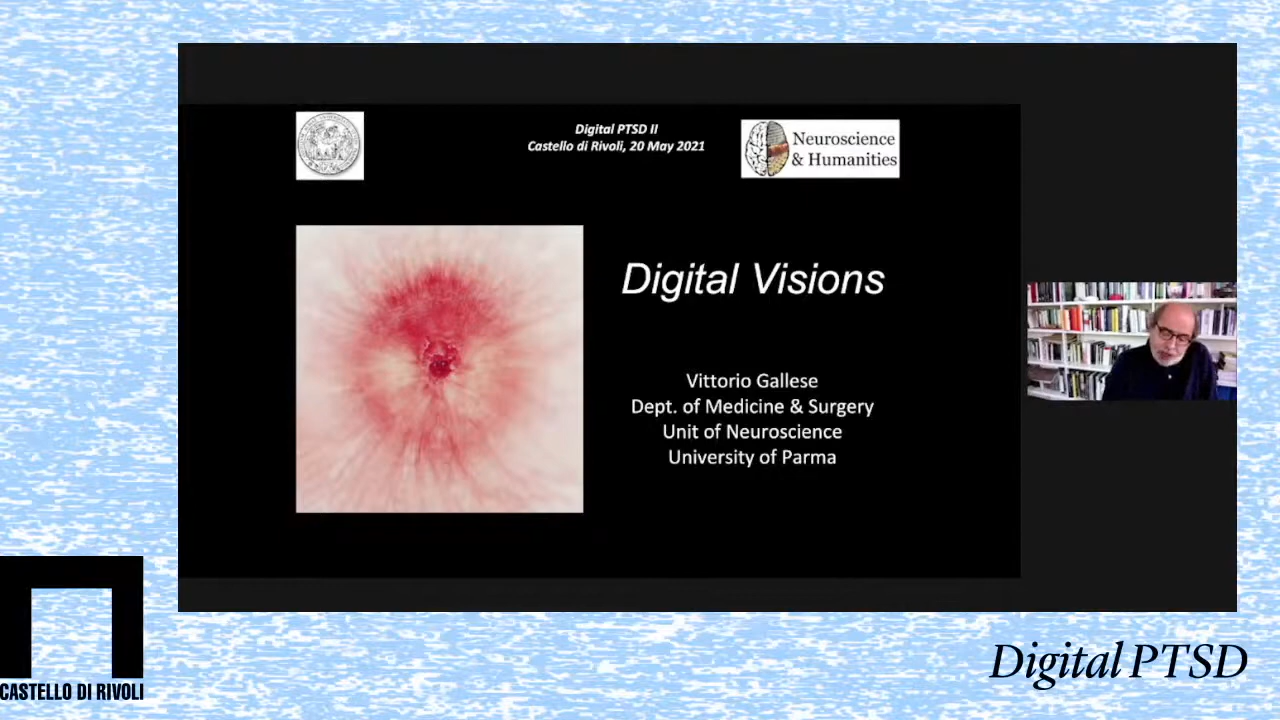 Digital PTSD II
Castello di Rivoli, 20 May 2021
Neuroscience
& Humanities
Digital Visions
Vittorio Gallese
Dept. of Medicine & Surgery
Unit of Neuroscience
University of Parma
CASTELLO DI RIVOLI
Digital PTSD